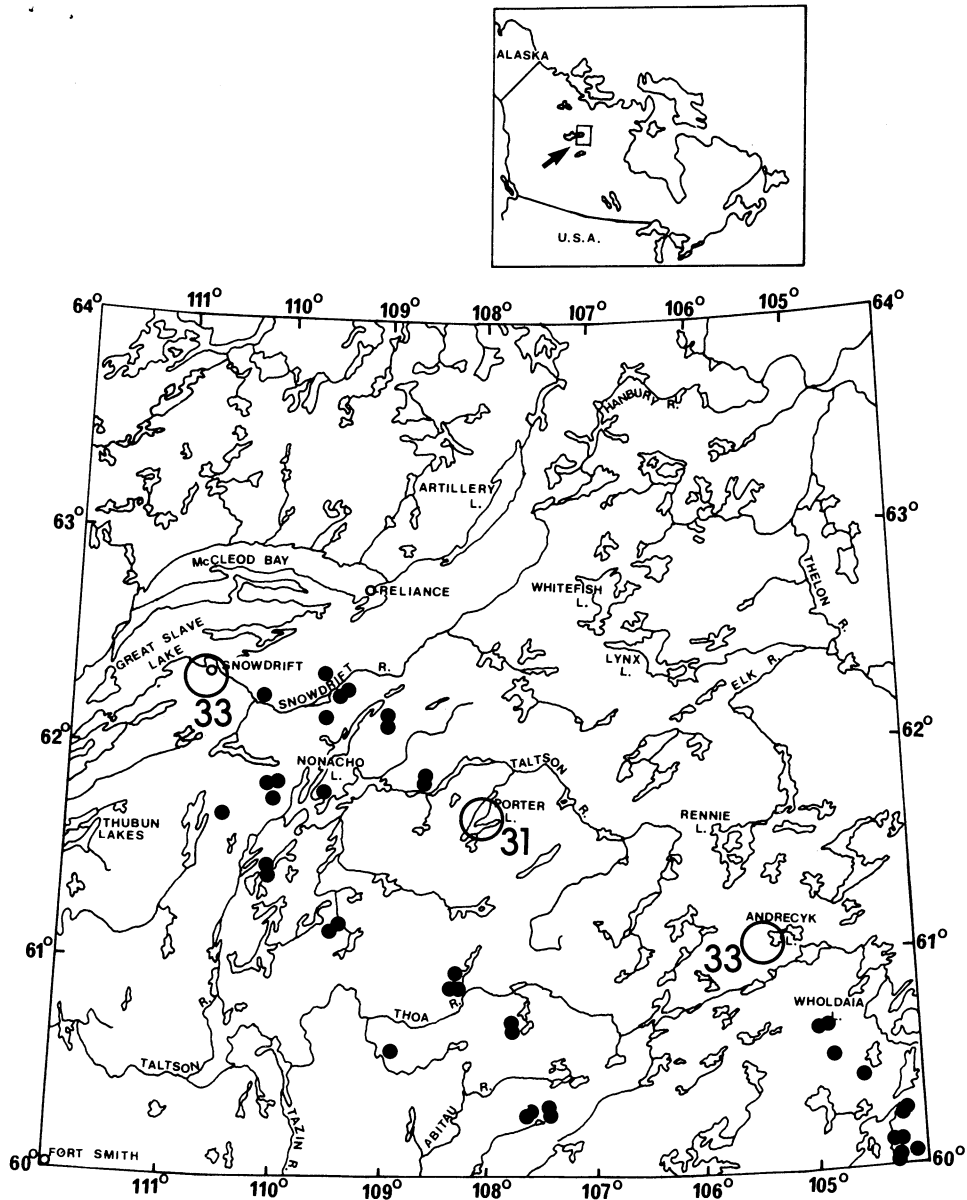 ALASKA
U.S.A.
64° 111° 110° 109° 108° 107° 106° 105° 64°
HANBURY R.
ARTILLERY
L.
63° 63°
McCLEOD BAY
THELON
R.
RELIANCE
WHITEFISH
L.
GREAT SLAVE
LAKE
SNOWDRIFT
SNOWDRIFT R.
LYNX
L.
ELK R.
33
62° 62°
NONACHO
L.
TALTSON
R.
PORTER
L.
31
THUBUN
LAKES
RENNIE
L.
ANDRECYK
L.
33
61° 61°
WHOLDAIA
L.
R.
THOA R.
TALTSON
TAZIN R
ABITAU R.
60° FORT SMITH 60°
111° 110° 109° 108° 107° 106° 105°